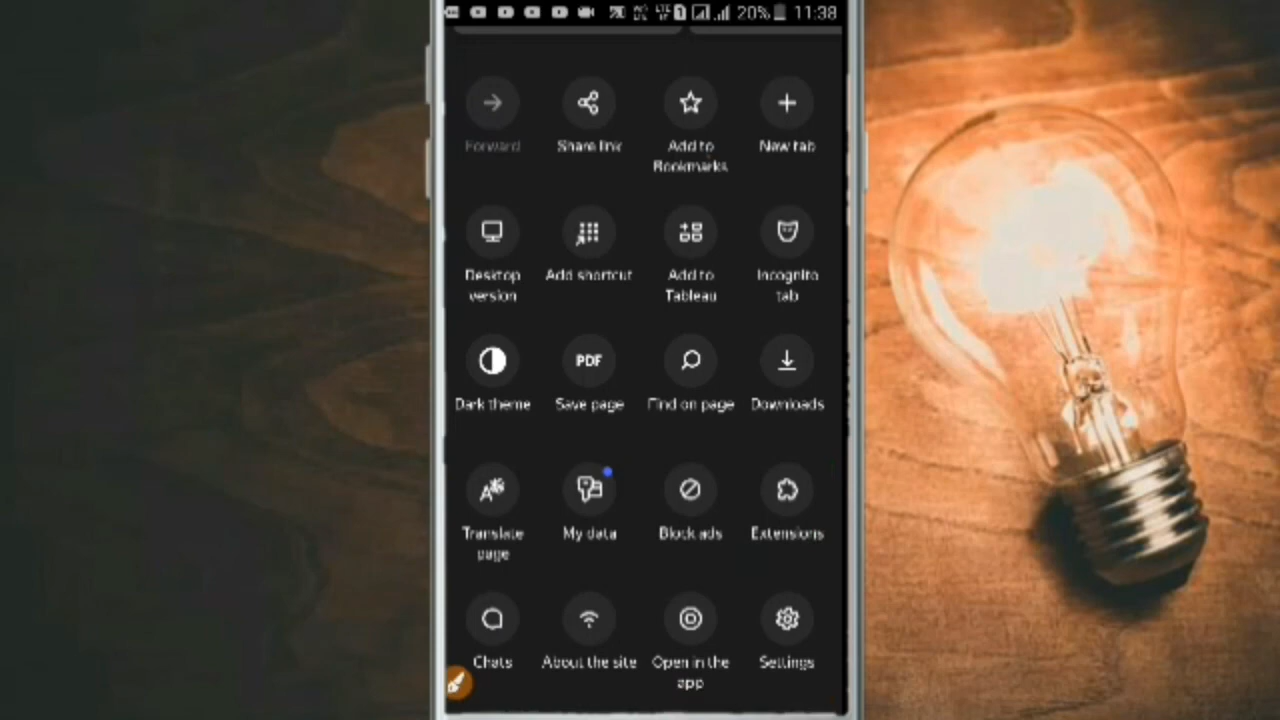 20% 11:38
Forward Share link Add to Bookmarks New tab
Desktop version Add shortcut Add to Tableau Incognito tab
Dark theme PDF Save page Find on page Downloads
Translate page My data Block ads Extensions
Chats About the site Open in the app Settings